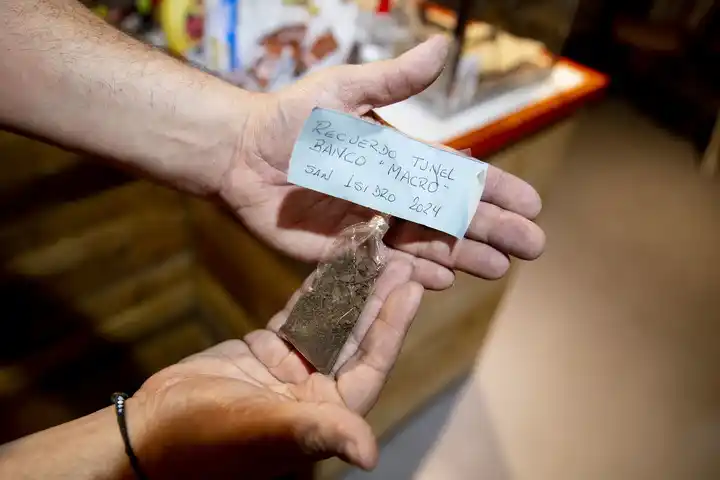 RECUERDO TUNEL
BANCO "MACRO"
SAN ISIDRO 2024